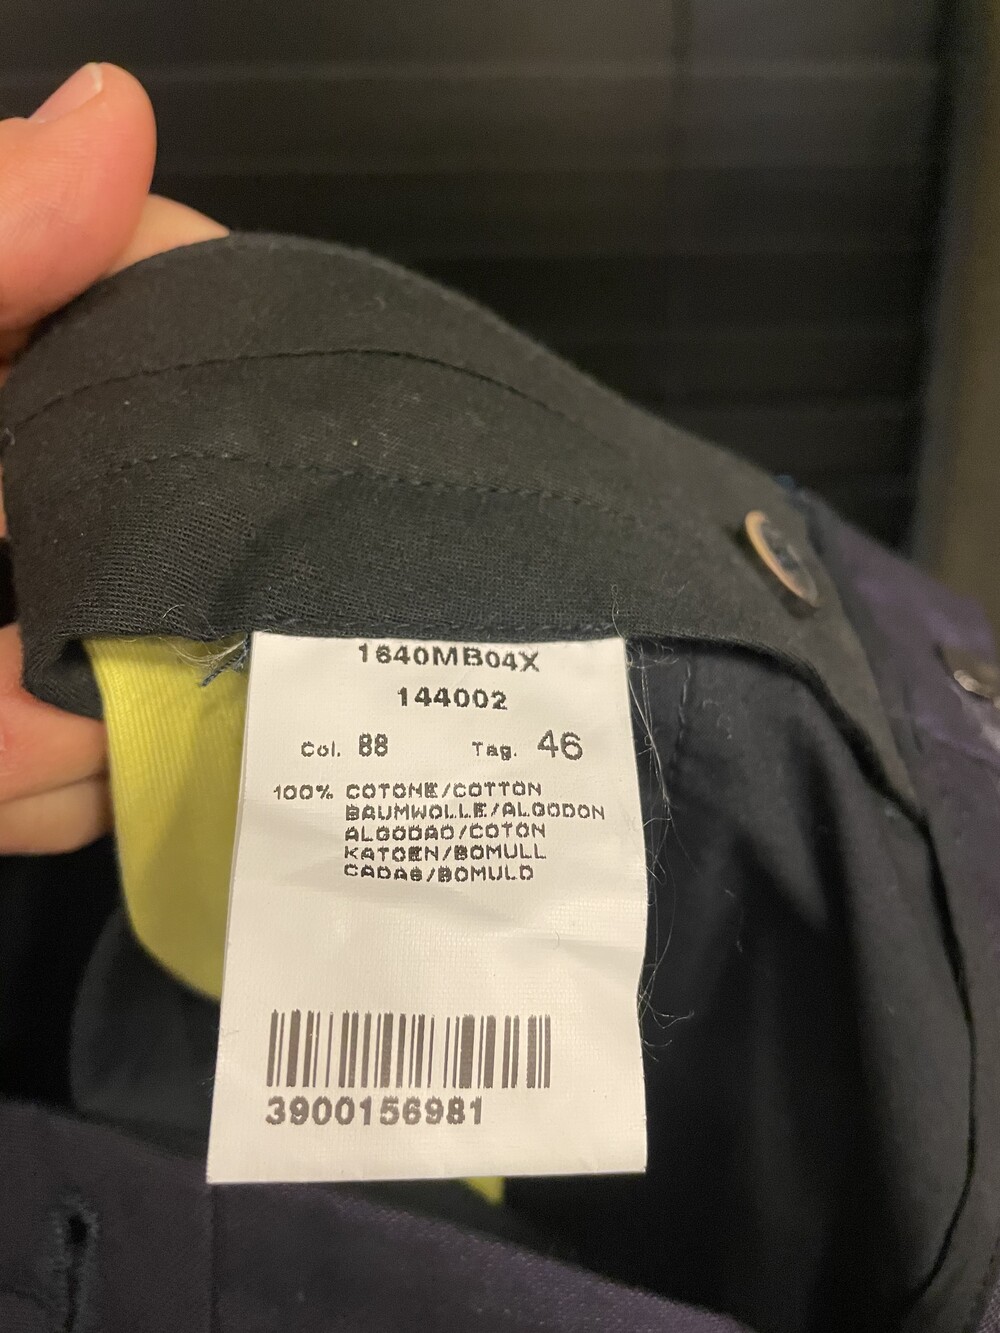 1640MB04X
144002
Col. 88 Tag. 46
100% COTONE/COTTON
BAUMWOLLE/ALGODON
ALGODAO/COTON
KATOEN/BOMULL
CADAS/BOMULD
3900156981